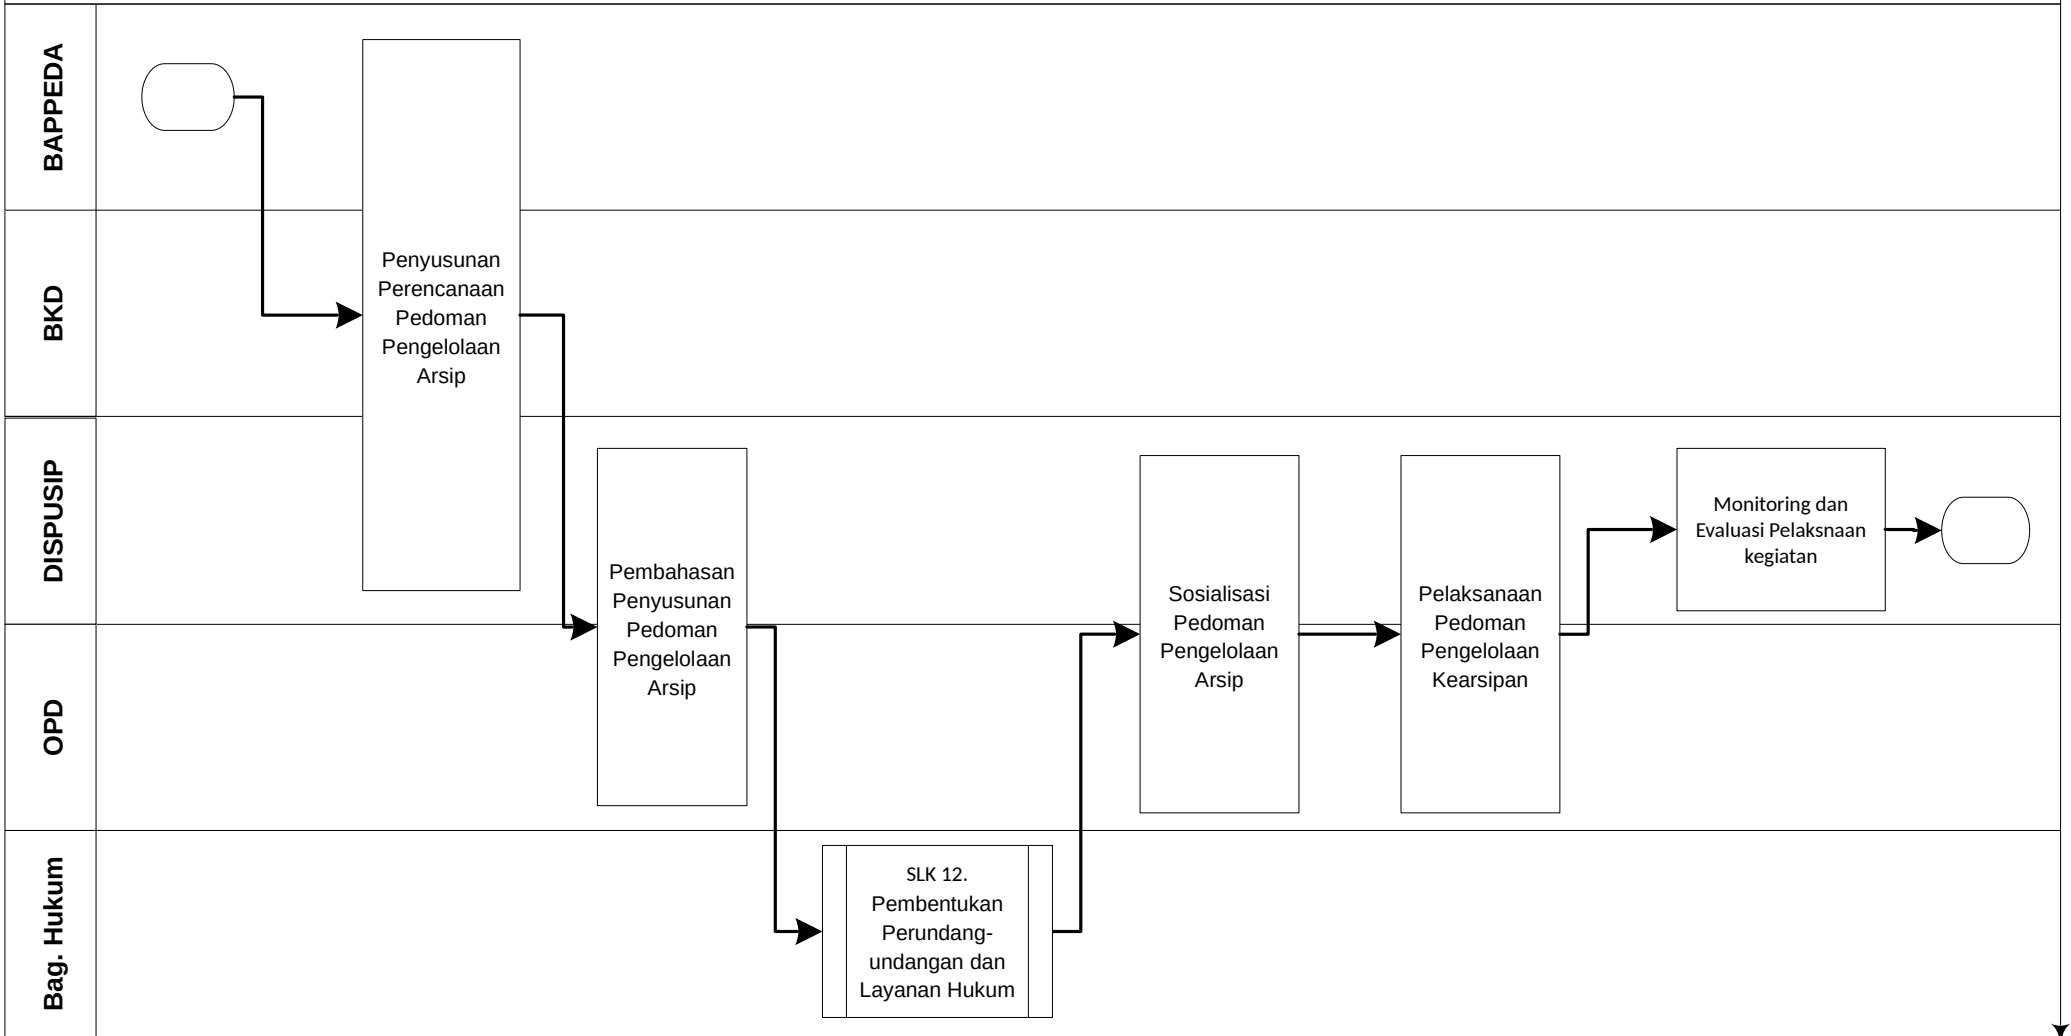 BAPPEDA
BKD
DISPUSIP
OPD
Bag. Hukum
Penyusunan
Perencanaan
Pedoman
Pengelolaan
Arsip
Pembahasan
Penyusunan
Pedoman
Pengelolaan
Arsip
SLK 12.
Pembentukan
Perundang-
undangan dan
Layanan Hukum
Sosialisasi
Pedoman
Pengelolaan
Arsip
Pelaksanaan
Pedoman
Pengelolaan
Kearsipan
Monitoring dan
Evaluasi Pelaksnaan
kegiatan